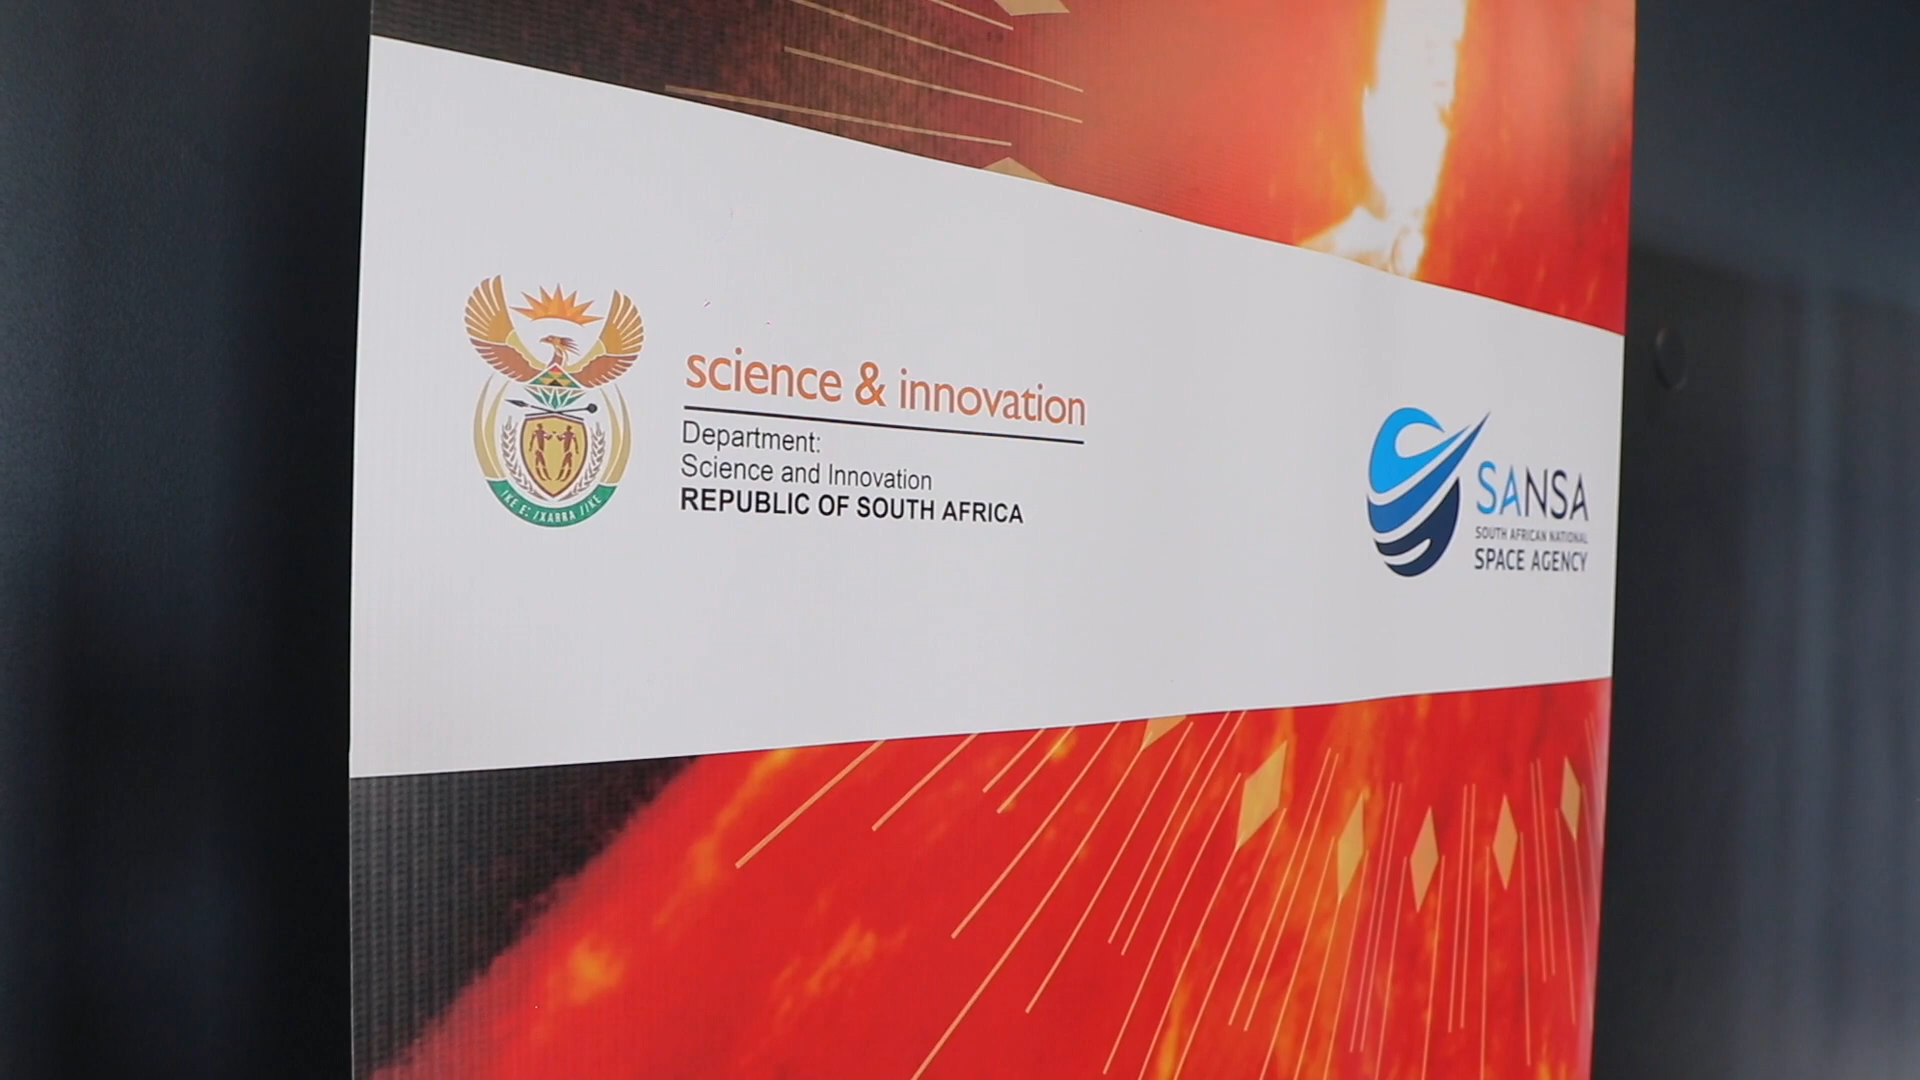 science & innovation
Department:
Science and Innovation
REPUBLIC OF SOUTH AFRICA
!KE E: /XARRA //KE
SANSA
SOUTH AFRICAN NATIONAL
SPACE AGENCY